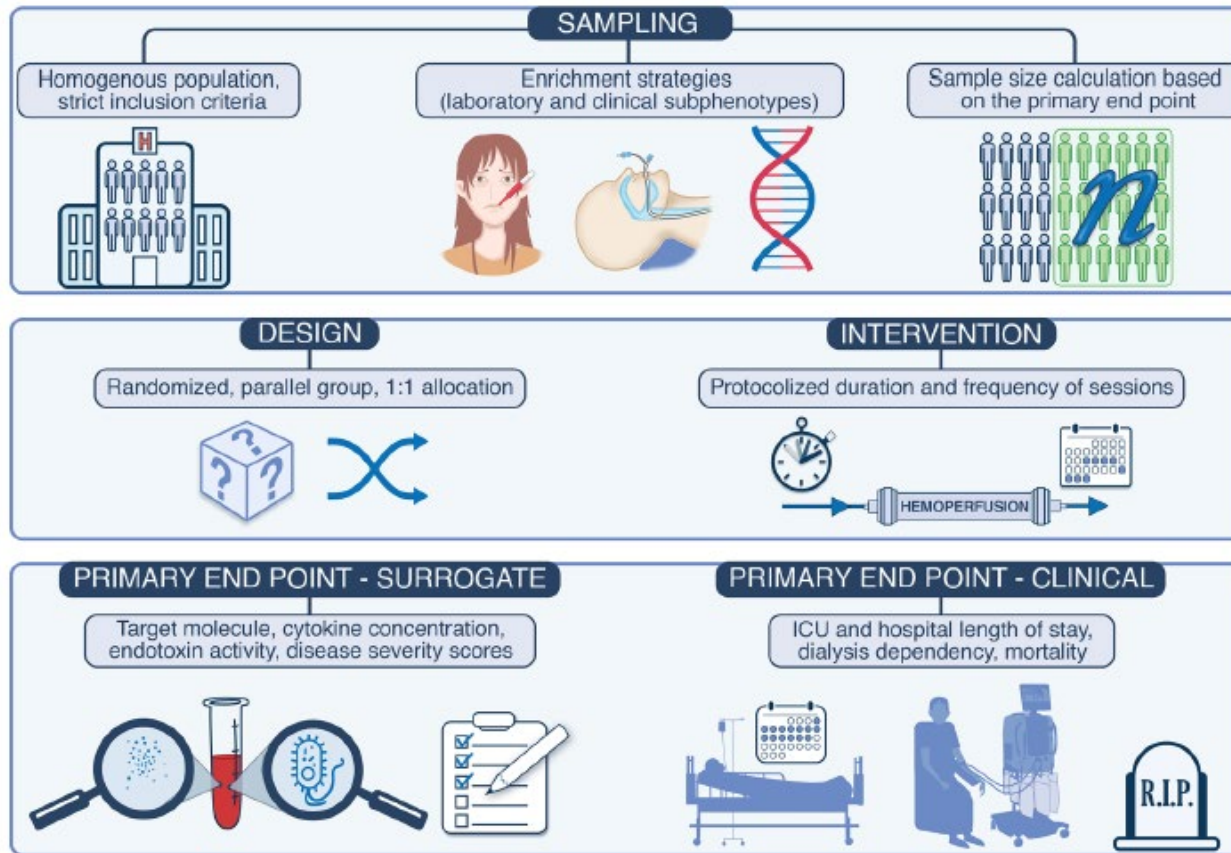 SAMPLING
Homogenous population,
strict inclusion criteria
Enrichment strategies
(laboratory and clinical subphenotypes)
Sample size calculation based
on the primary end point
H
n
DESIGN
Randomized, parallel group, 1:1 allocation
? ? ?
INTERVENTION
Protocolized duration and frequency of sessions
HEMOPERFUSION
PRIMARY END POINT - SURROGATE
Target molecule, cytokine concentration,
endotoxin activity, disease severity scores
PRIMARY END POINT - CLINICAL
ICU and hospital length of stay,
dialysis dependency, mortality
R.I.P.